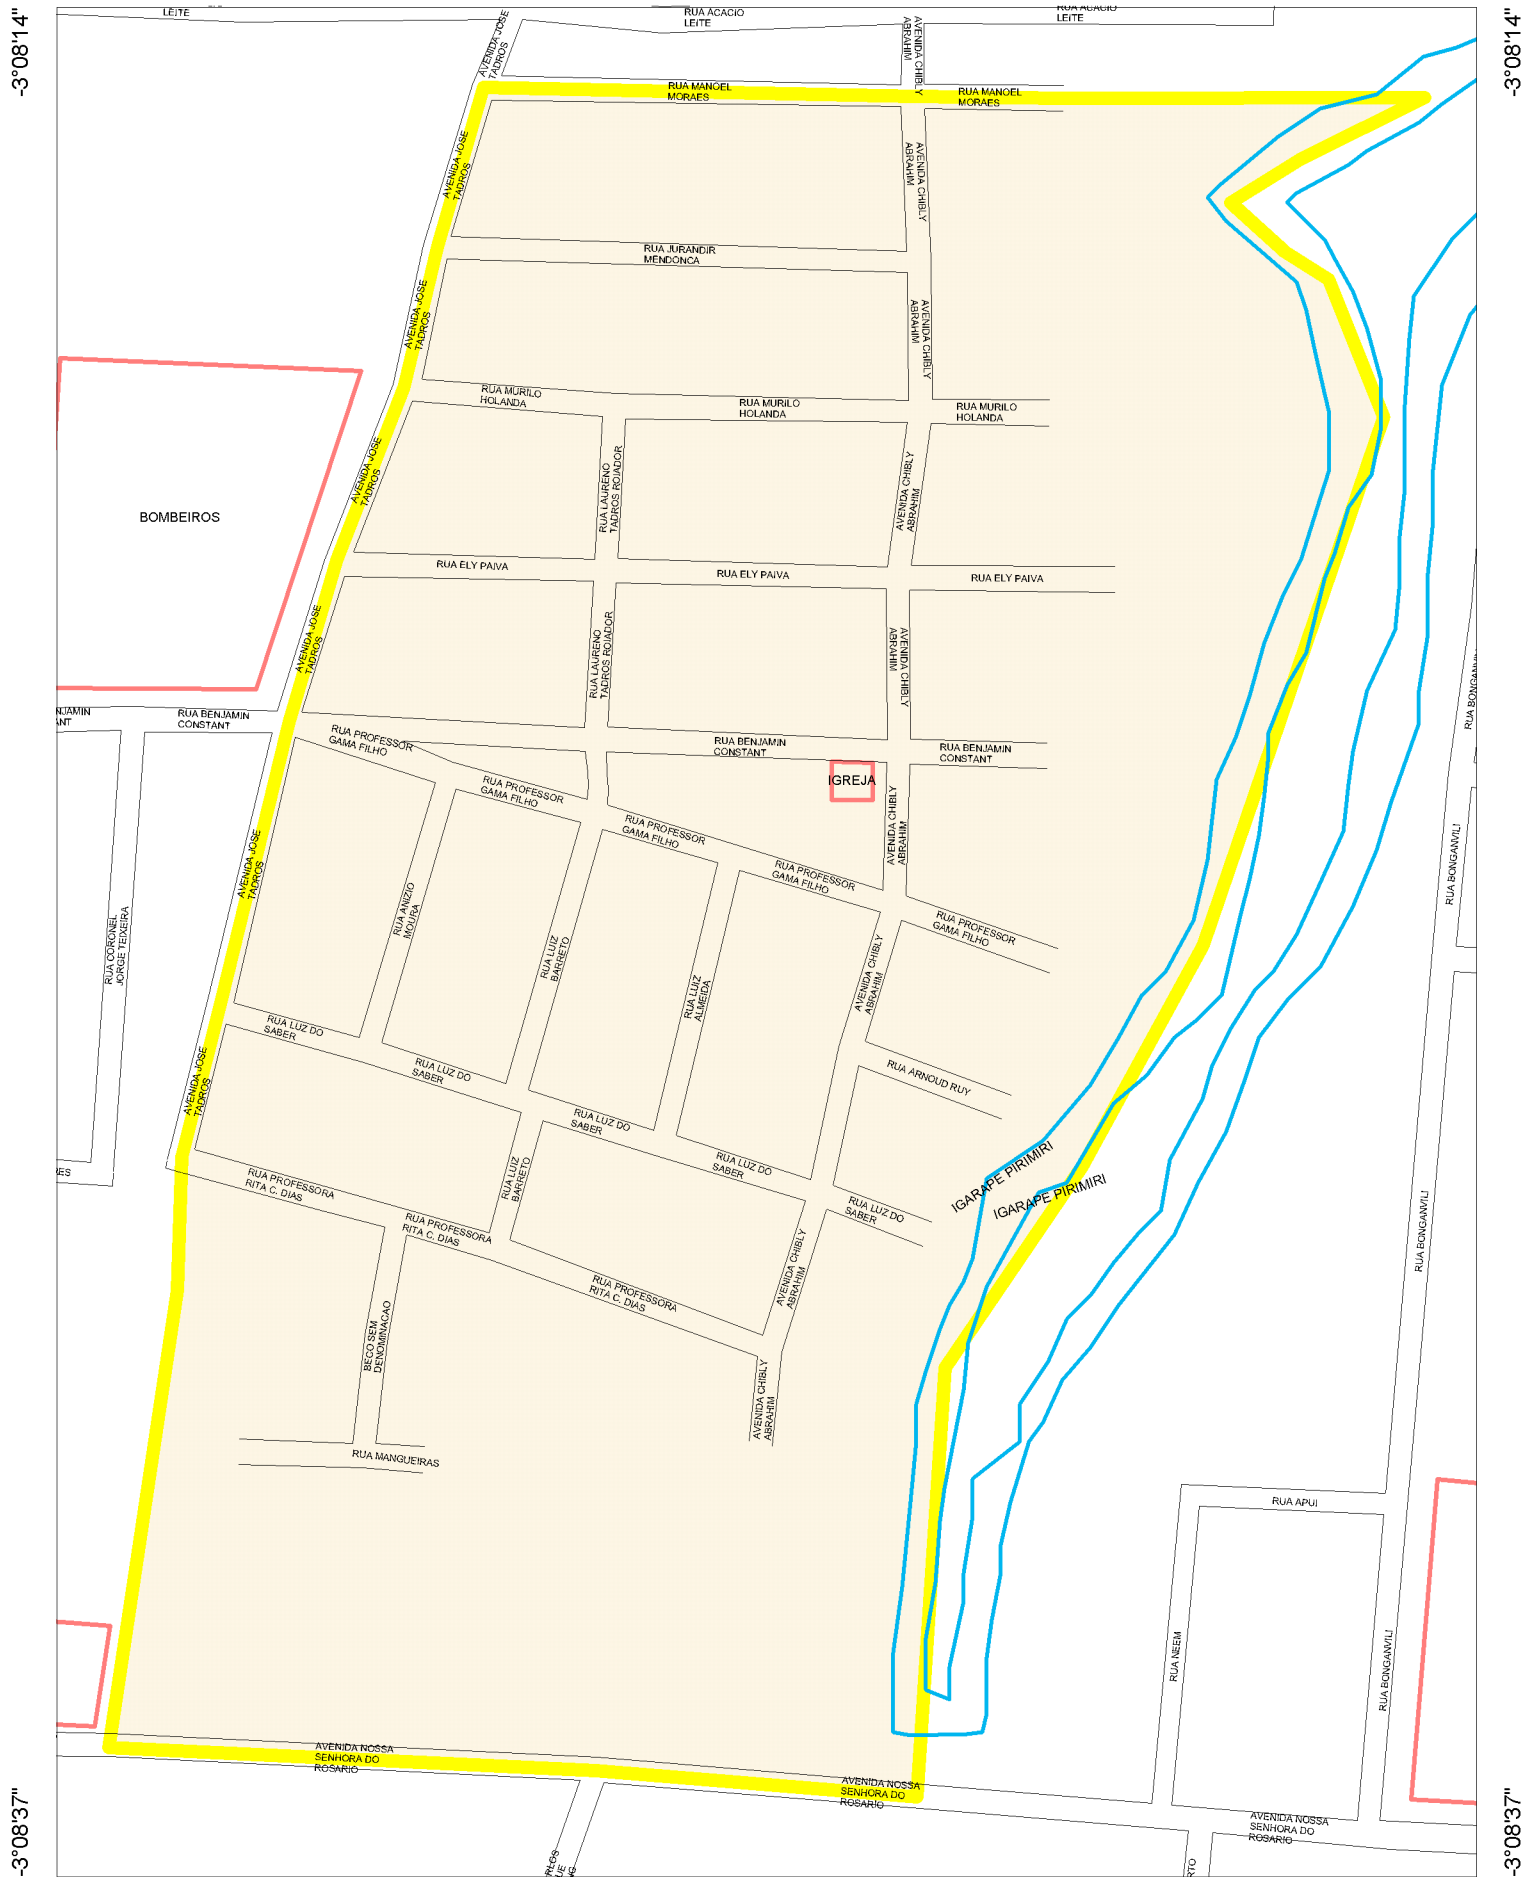 -3°08'14"
-3°08'14"
LEITE
RUA ACACIO
LEITE
RUA ACACIO
LEITE
AVENIDA JOSE
TADROS
AVENIDA CHIBLY
ABRAHIM
RUA MANOEL
MORAES
RUA MANOEL
MORAES
AVENIDA JOSE
TADROS
AVENIDA CHIBLY
ABRAHIM
RUA JURANDIR
MENDONCA
AVENIDA JOSE
TADROS
AVENIDA CHIBLY
ABRAHIM
RUA MURILO
HOLANDA
RUA MURILO
HOLANDA
RUA MURILO
HOLANDA
AVENIDA JOSE
TADROS
RUA LAURENO
TADROS ROJADOR
AVENIDA CHIBLY
ABRAHIM
BOMBEIROS
RUA ELY PAIVA
RUA ELY PAIVA
RUA ELY PAIVA
AVENIDA JOSE
TADROS
RUA LAURENO
TADROS ROJADOR
AVENIDA CHIBLY
ABRAHIM
RUA BONGANVILI
NJAMIN
ANT
RUA BENJAMIN
CONSTANT
RUA PROFESSOR
GAMA FILHO
RUA BENJAMIN
CONSTANT
RUA BENJAMIN
CONSTANT
IGREJA
RUA PROFESSOR
GAMA FILHO
RUA PROFESSOR
GAMA FILHO
RUA PROFESSOR
GAMA FILHO
AVENIDA CHIBLY
ABRAHIM
AVENIDA JOSE
TADROS
RUA BONGANVILI
RUA CORONEL
JORGE TEIXEIRA
RUA ANIZIO
MOURA
RUA LUIZ
BARRETO
RUA LUIZ
ALMEIDA
AVENIDA CHIBLY
ABRAHIM
RUA PROFESSOR
GAMA FILHO
RUA LUZ DO
SABER
RUA LUZ DO
SABER
RUA ARNOUD RUY
AVENIDA JOSE
TADROS
RUA LUZ DO
SABER
RUA LUZ DO
SABER
IGARAPE PIRIMIRI
IGARAPE PIRIMIRI
ES
RUA PROFESSORA
RITA C. DIAS
RUA LUIZ
BARRETO
RUA LUZ DO
SABER
RUA PROFESSORA
RITA C. DIAS
AVENIDA CHIBLY
ABRAHIM
RUA BONGANVILI
RUA PROFESSORA
RITA C. DIAS
BECO SEM
DENOMINACAO
AVENIDA CHIBLY
ABRAHIM
RUA MANGUEIRAS
RUA APUI
RUA NEEM
RUA BONGANVILI
AVENIDA NOSSA
SENHORA DO
ROSARIO
AVENIDA NOSSA
SENHORA DO
ROSARIO
AVENIDA NOSSA
SENHORA DO
ROSARIO
RLOS
UE
RTO
-3°08'37"
-3°08'37"